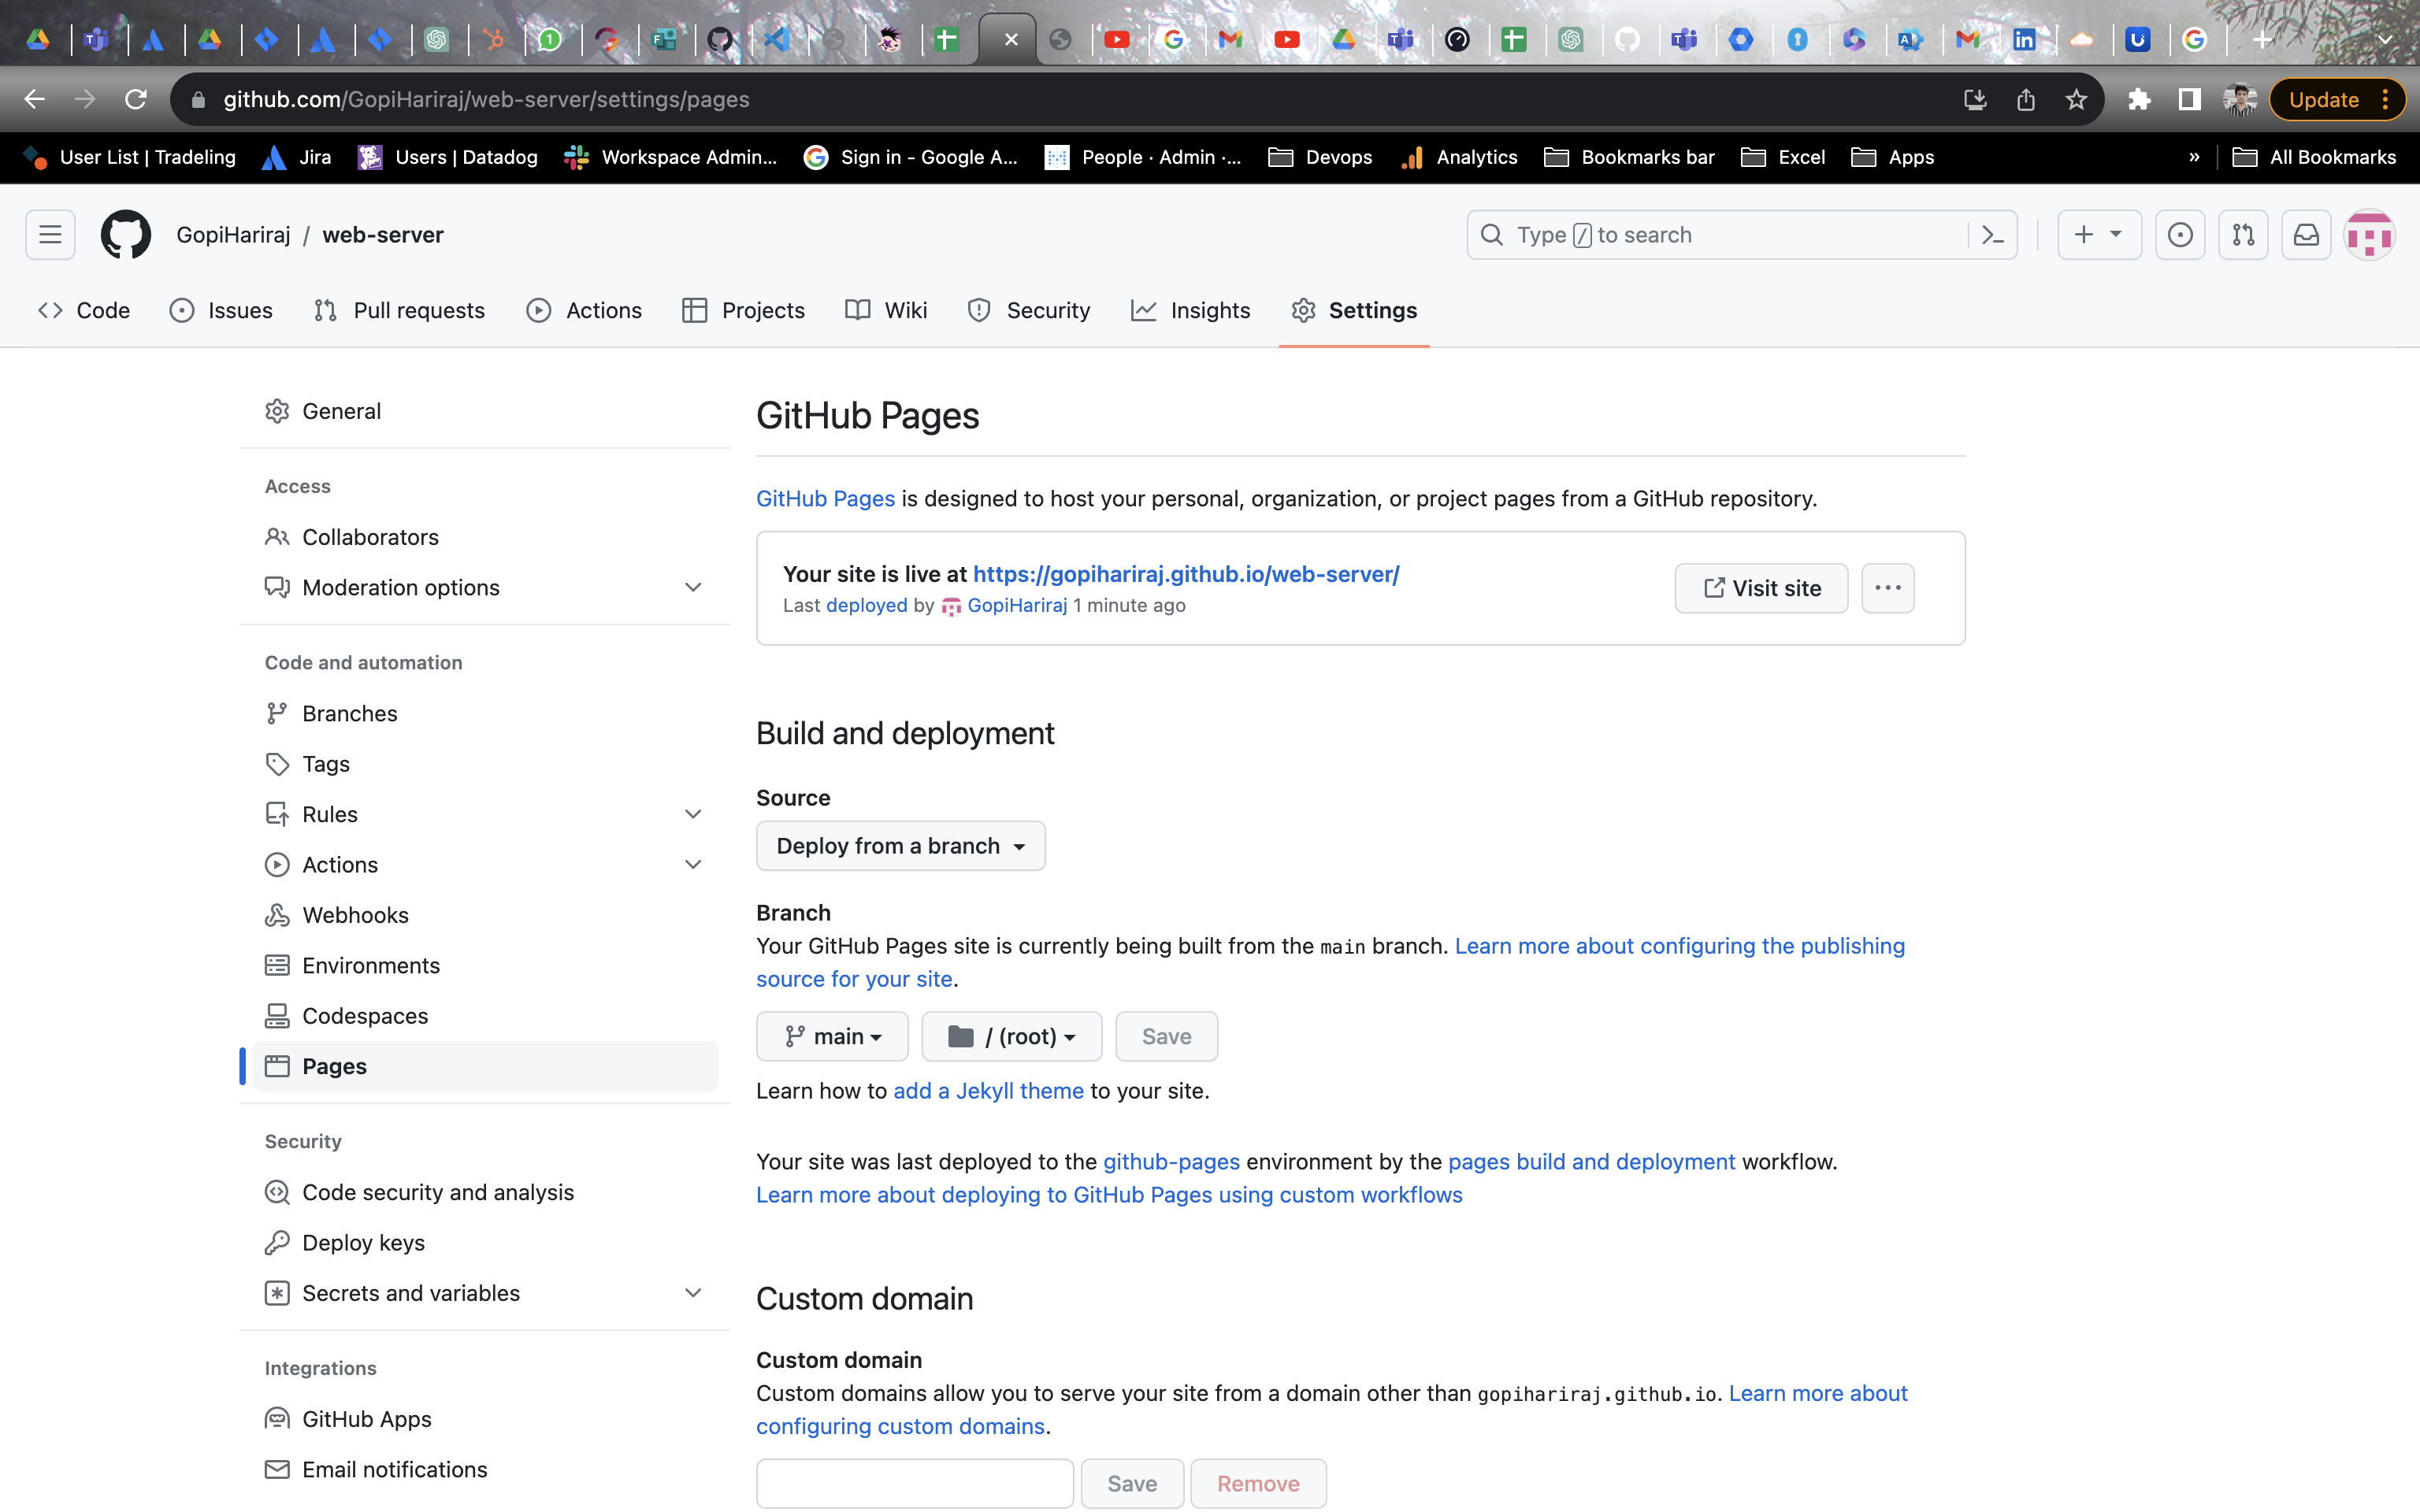 github.com/GopiHariraj/web-server/settings/pages
Update
User List | Tradeling
Jira
Users | Datadog
Workspace Admin...
Sign in - Google A...
People · Admin ·...
Devops
Analytics
Bookmarks bar
Excel
Apps
»
All Bookmarks
GopiHariraj / web-server
Type / to search
Code
Issues
Pull requests
Actions
Projects
Wiki
Security
Insights
Settings
General
Access
Collaborators
Moderation options
Code and automation
Branches
Tags
Rules
Actions
Webhooks
Environments
Codespaces
Pages
Security
Code security and analysis
Deploy keys
Secrets and variables
Integrations
GitHub Apps
Email notifications
GitHub Pages
GitHub Pages is designed to host your personal, organization, or project pages from a GitHub repository.
Your site is live at https://gopihariraj.github.io/web-server/
Last deployed by GopiHariraj 1 minute ago
Visit site
Build and deployment
Source
Deploy from a branch
Branch
Your GitHub Pages site is currently being built from the main branch. Learn more about configuring the publishing
source for your site.
main
/ (root)
Save
Learn how to add a Jekyll theme to your site.
Your site was last deployed to the github-pages environment by the pages build and deployment workflow.
Learn more about deploying to GitHub Pages using custom workflows
Custom domain
Custom domain
Custom domains allow you to serve your site from a domain other than gopihariraj.github.io. Learn more about
configuring custom domains.
Save
Remove